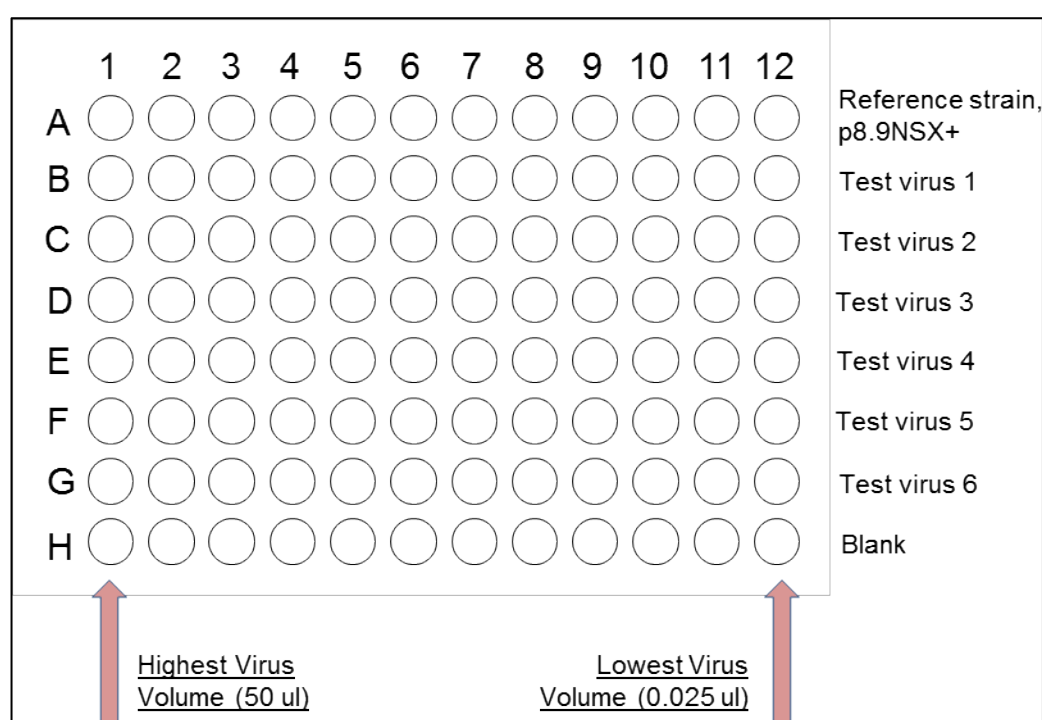 1 2 3 4 5 6 7 8 9 10 11 12
A
Reference strain,
p8.9NSX+
B Test virus 1
C Test virus 2
D Test virus 3
E Test virus 4
F Test virus 5
G Test virus 6
H Blank
Highest Virus
Volume (50 ul)
Lowest Virus
Volume (0.025 ul)